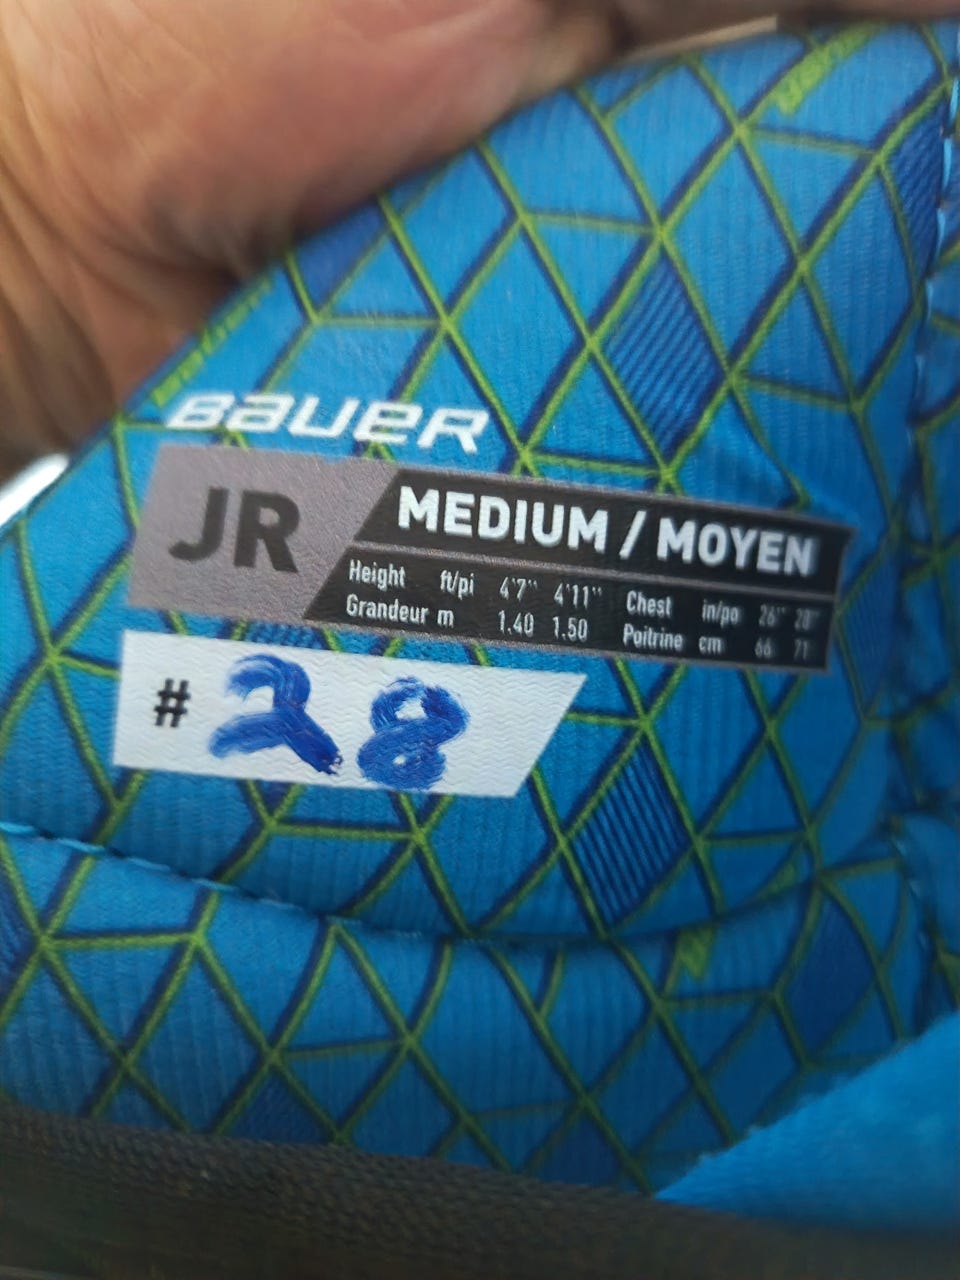 BAUER
JR
MEDIUM / MOYEN
Height ft/pi 4'7" 4'11" Chest in/po 26" 28"
Grandeur m 1.40 1.50 Poitrine cm 66 71
# 28